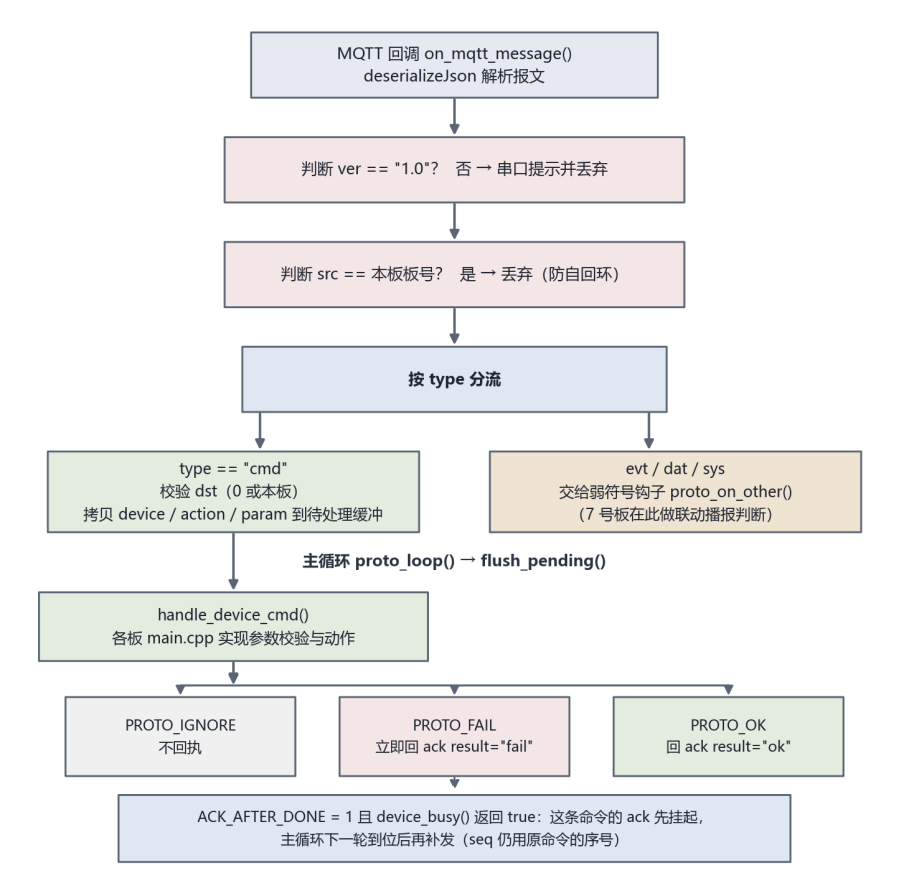 MQTT 回调 on_mqtt_message()
deserializeJson 解析报文
判断 ver == "1.0"？ 否 → 串口提示并丢弃
判断 src == 本板板号？ 是 → 丢弃（防自回环）
按 type 分流
type == "cmd"
校验 dst（0 或本板）
拷贝 device / action / param 到待处理缓冲
evt / dat / sys
交给弱符号钩子 proto_on_other()
（7 号板在此做联动播报判断）
主循环 proto_loop() → flush_pending()
handle_device_cmd()
各板 main.cpp 实现参数校验与动作
PROTO_IGNORE
不回执
PROTO_FAIL
立即回 ack result="fail"
PROTO_OK
回 ack result="ok"
ACK_AFTER_DONE = 1 且 device_busy() 返回 true：这条命令的 ack 先挂起，
主循环下一轮到位后再补发（seq 仍用原命令的序号）